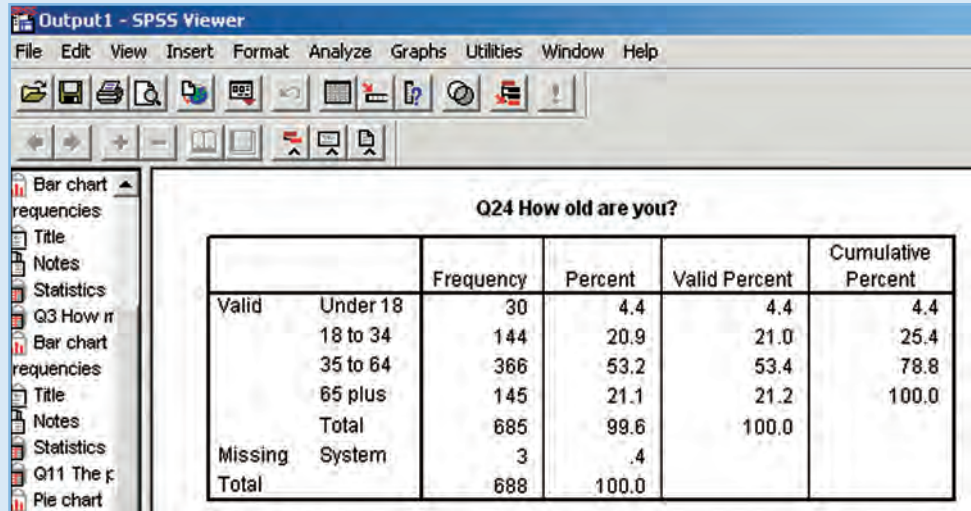 Output1 - SPSS Viewer
File Edit View Insert Format Analyze Graphs Utilities Window Help
Bar chart
requencies
Title
Notes
Statistics
Q3 How
Bar chart
requencies
Title
Notes
Statistics
Q11 The
Pie chart
Q24 How old are you?
Frequency Percent Valid Percent Cumulative Percent
Valid Under 18 30 4.4 4.4 4.4
18 to 34 144 20.9 21.0 25.4
35 to 64 366 53.2 53.4 78.8
65 plus 145 21.1 21.2 100.0
Total 685 99.6 100.0
Missing System 3 .4
Total 688 100.0